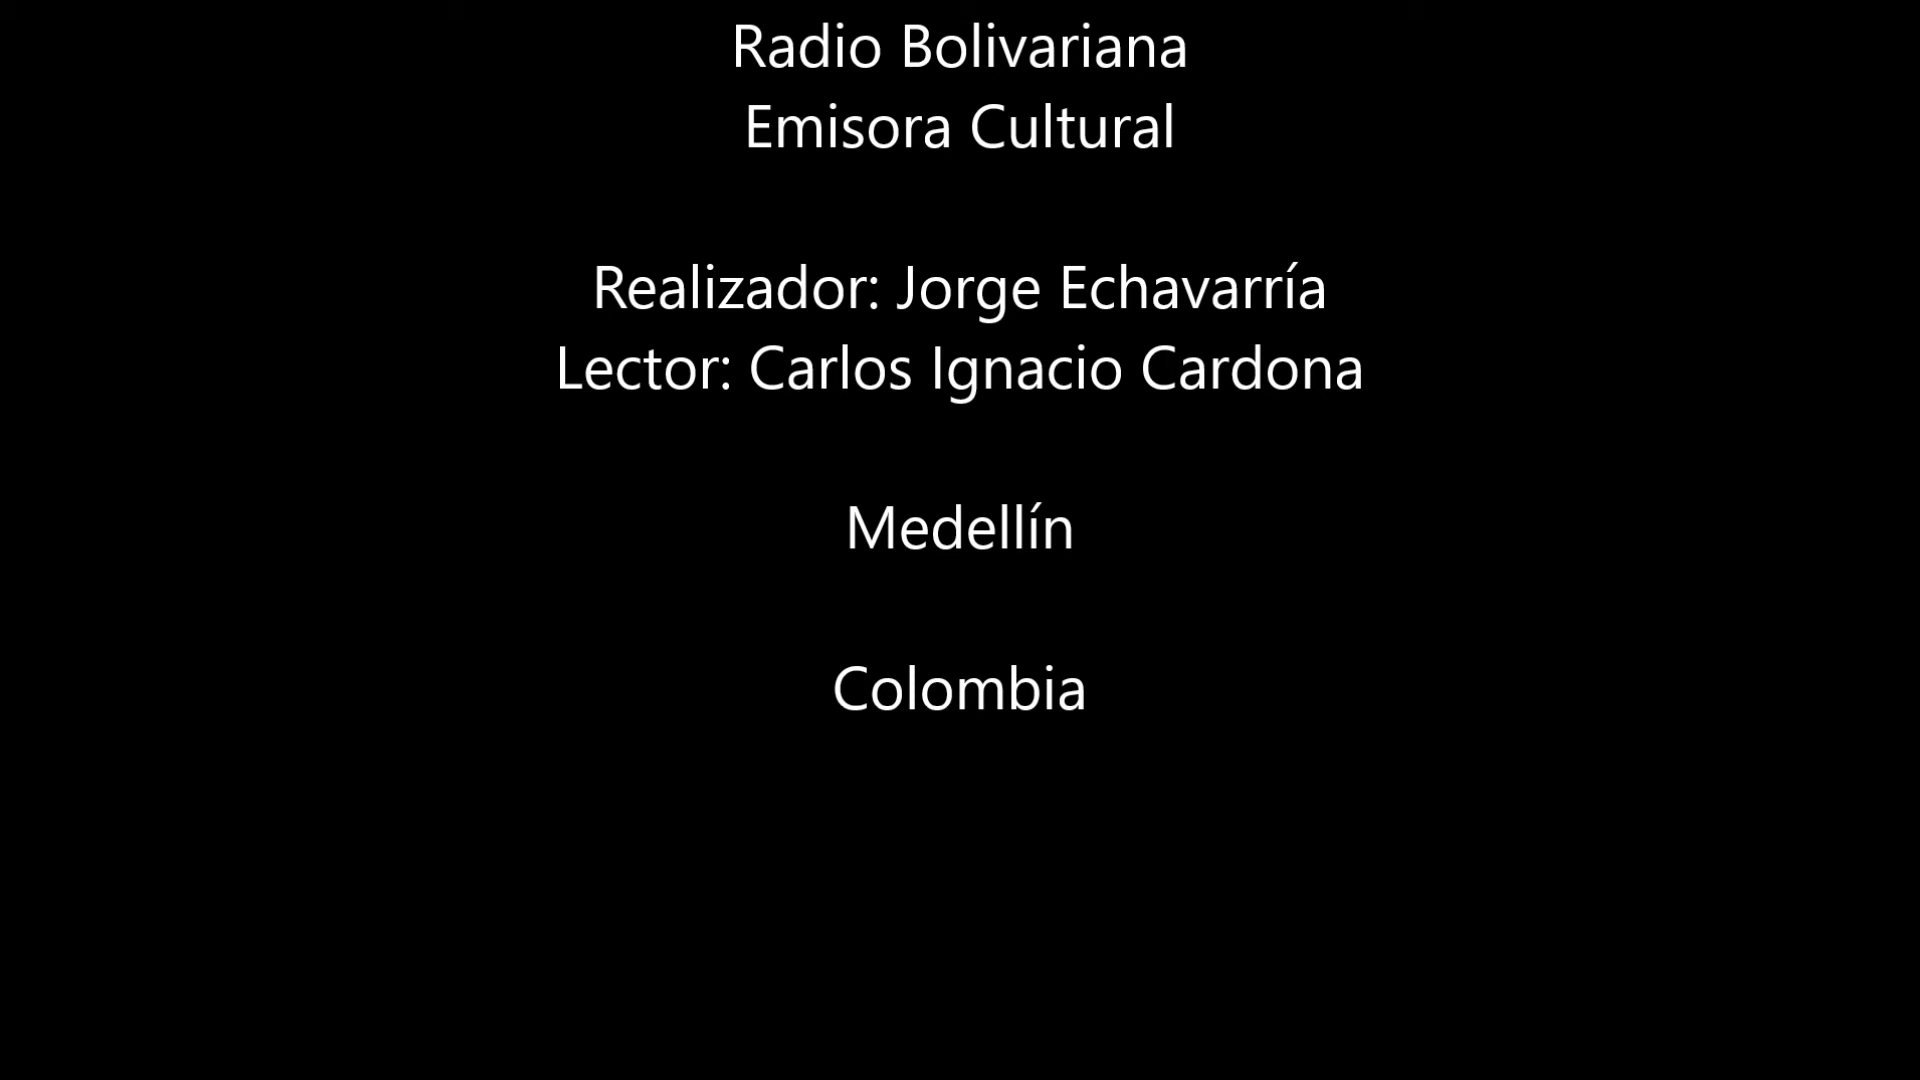 Radio Bolivariana
Emisora Cultural
Realizador: Jorge Echavarría
Lector: Carlos Ignacio Cardona
Medellín
Colombia